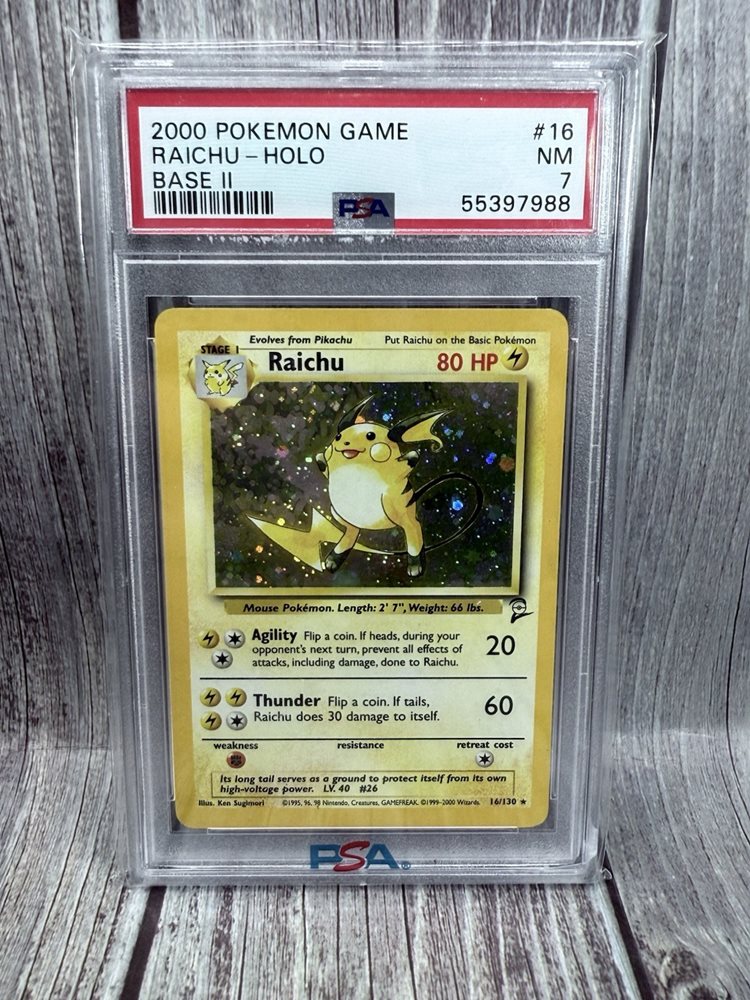 2000 POKEMON GAME #16
RAICHU - HOLO NM
BASE II 7
PSA 55397988
STAGE 1 Evolves from Pikachu Put Raichu on the Basic Pokémon
Raichu 80 HP
Mouse Pokémon. Length: 2' 7", Weight: 66 lbs.
Agility Flip a coin. If heads, during your
opponent's next turn, prevent all effects of
attacks, including damage, done to Raichu.
20
Thunder Flip a coin. If tails,
Raichu does 30 damage to itself.
60
weakness resistance retreat cost
Its long tail serves as a ground to protect itself from its own
high-voltage power. LV. 40 #26
Illus. Ken Sugimori ©1995, 96, 98 Nintendo, Creatures, GAMEFREAK. ©1999-2000 Wizards. 16/130 ★
PSA®